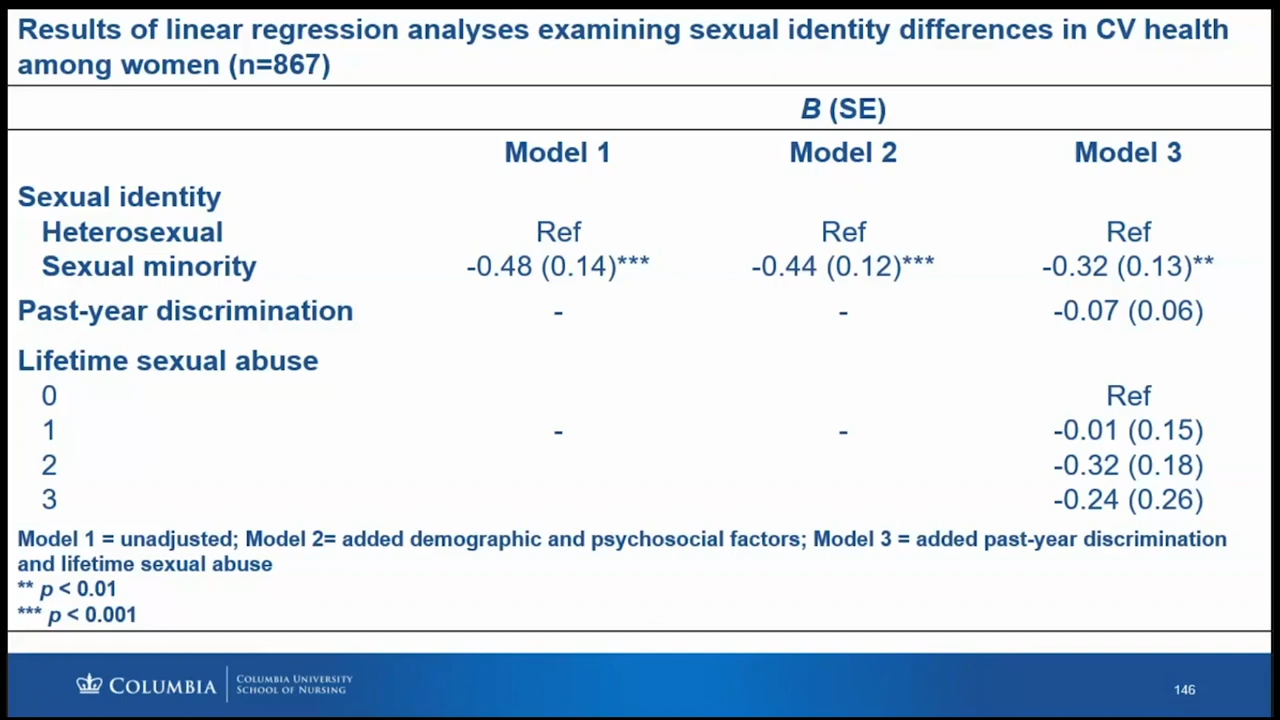 Results of linear regression analyses examining sexual identity differences in CV health
among women (n=867)
B (SE)
Model 1 Model 2 Model 3
Sexual identity
Heterosexual Ref Ref Ref
Sexual minority -0.48 (0.14)*** -0.44 (0.12)*** -0.32 (0.13)**
Past-year discrimination - - -0.07 (0.06)
Lifetime sexual abuse
0 Ref
1 - - -0.01 (0.15)
2 -0.32 (0.18)
3 -0.24 (0.26)
Model 1 = unadjusted; Model 2= added demographic and psychosocial factors; Model 3 = added past-year discrimination
and lifetime sexual abuse
** p < 0.01
*** p < 0.001
COLUMBIA
COLUMBIA UNIVERSITY
SCHOOL OF NURSING
146